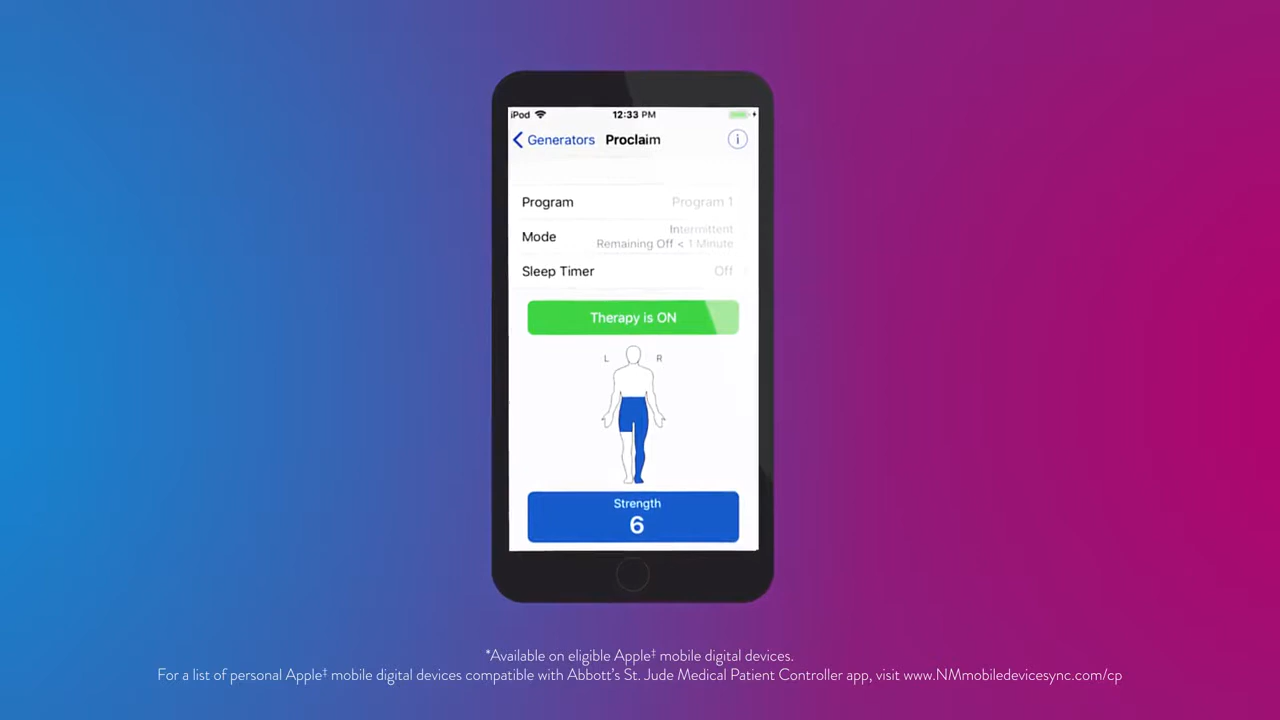 iPod 12:33 PM
Generators Proclaim i
Program Program 1
Mode Intermittent
Remaining Off < 1 Minute
Sleep Timer Off
Therapy is ON
L R
Strength
6
*Available on eligible Apple‡ mobile digital devices.
For a list of personal Apple‡ mobile digital devices compatible with Abbott's St. Jude Medical Patient Controller app, visit www.NMmobiledevicesync.com/cp